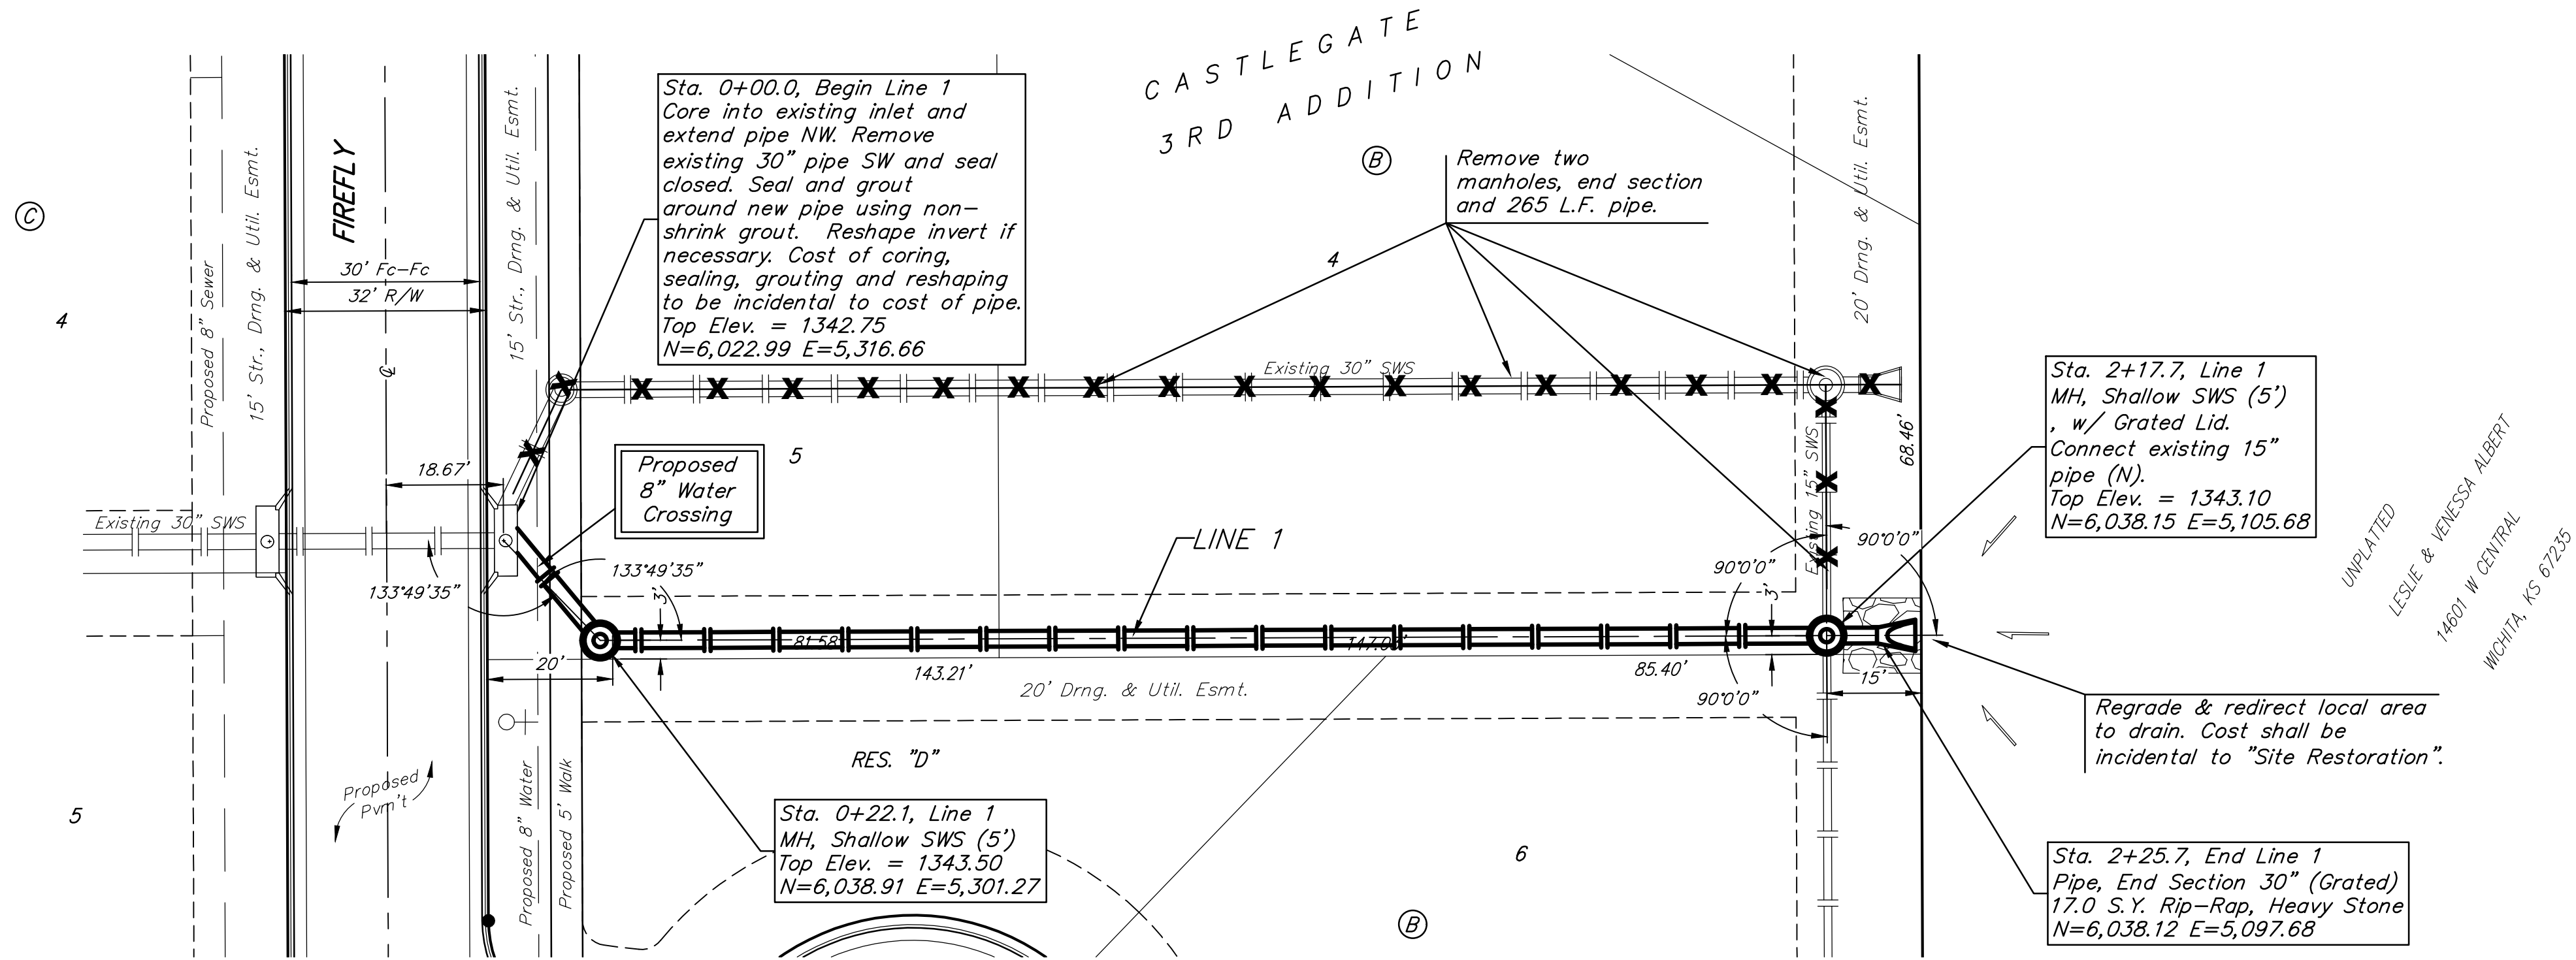 CASTLEGATE
3RD ADDITION
Ⓒ
4
5
Proposed 8" Sewer
15' Str., Drng. & Util. Esmt.
FIREFLY
30' Fc-Fc
32' R/W
℄
15' Str., Drng. & Util. Esmt.
Sta. 0+00.0, Begin Line 1
Core into existing inlet and
extend pipe NW. Remove
existing 30" pipe SW and seal
closed. Seal and grout
around new pipe using non-
shrink grout. Reshape invert if
necessary. Cost of coring,
sealing, grouting and reshaping
to be incidental to cost of pipe.
Top Elev. = 1342.75
N=6,022.99 E=5,316.66
Ⓑ
Remove two
manholes, end section
and 265 L.F. pipe.
4
20' Drng. & Util. Esmt.
Existing 30" SWS
18.67'
Existing 30" SWS
133°49'35"
Proposed
8" Water
Crossing
5
133°49'35"
3'
LINE 1
Existing 15" SWS
68.46'
90°0'0"
90°0'0"
3'
Sta. 2+17.7, Line 1
MH, Shallow SWS (5')
, w/ Grated Lid.
Connect existing 15"
pipe (N).
Top Elev. = 1343.10
N=6,038.15 E=5,105.68
UNPLATTED
LESLIE & VENESSA ALBERT
14601 W CENTRAL
WICHITA, KS 67235
81.58'
20'
143.21'
20' Drng. & Util. Esmt.
85.40'
90°0'0"
15'
Regrade & redirect local area
to drain. Cost shall be
incidental to "Site Restoration".
Proposed
Pvm't
Proposed 8" Water
Proposed 5' Walk
RES. "D"
Sta. 0+22.1, Line 1
MH, Shallow SWS (5')
Top Elev. = 1343.50
N=6,038.91 E=5,301.27
6
Ⓑ
Sta. 2+25.7, End Line 1
Pipe, End Section 30" (Grated)
17.0 S.Y. Rip-Rap, Heavy Stone
N=6,038.12 E=5,097.68